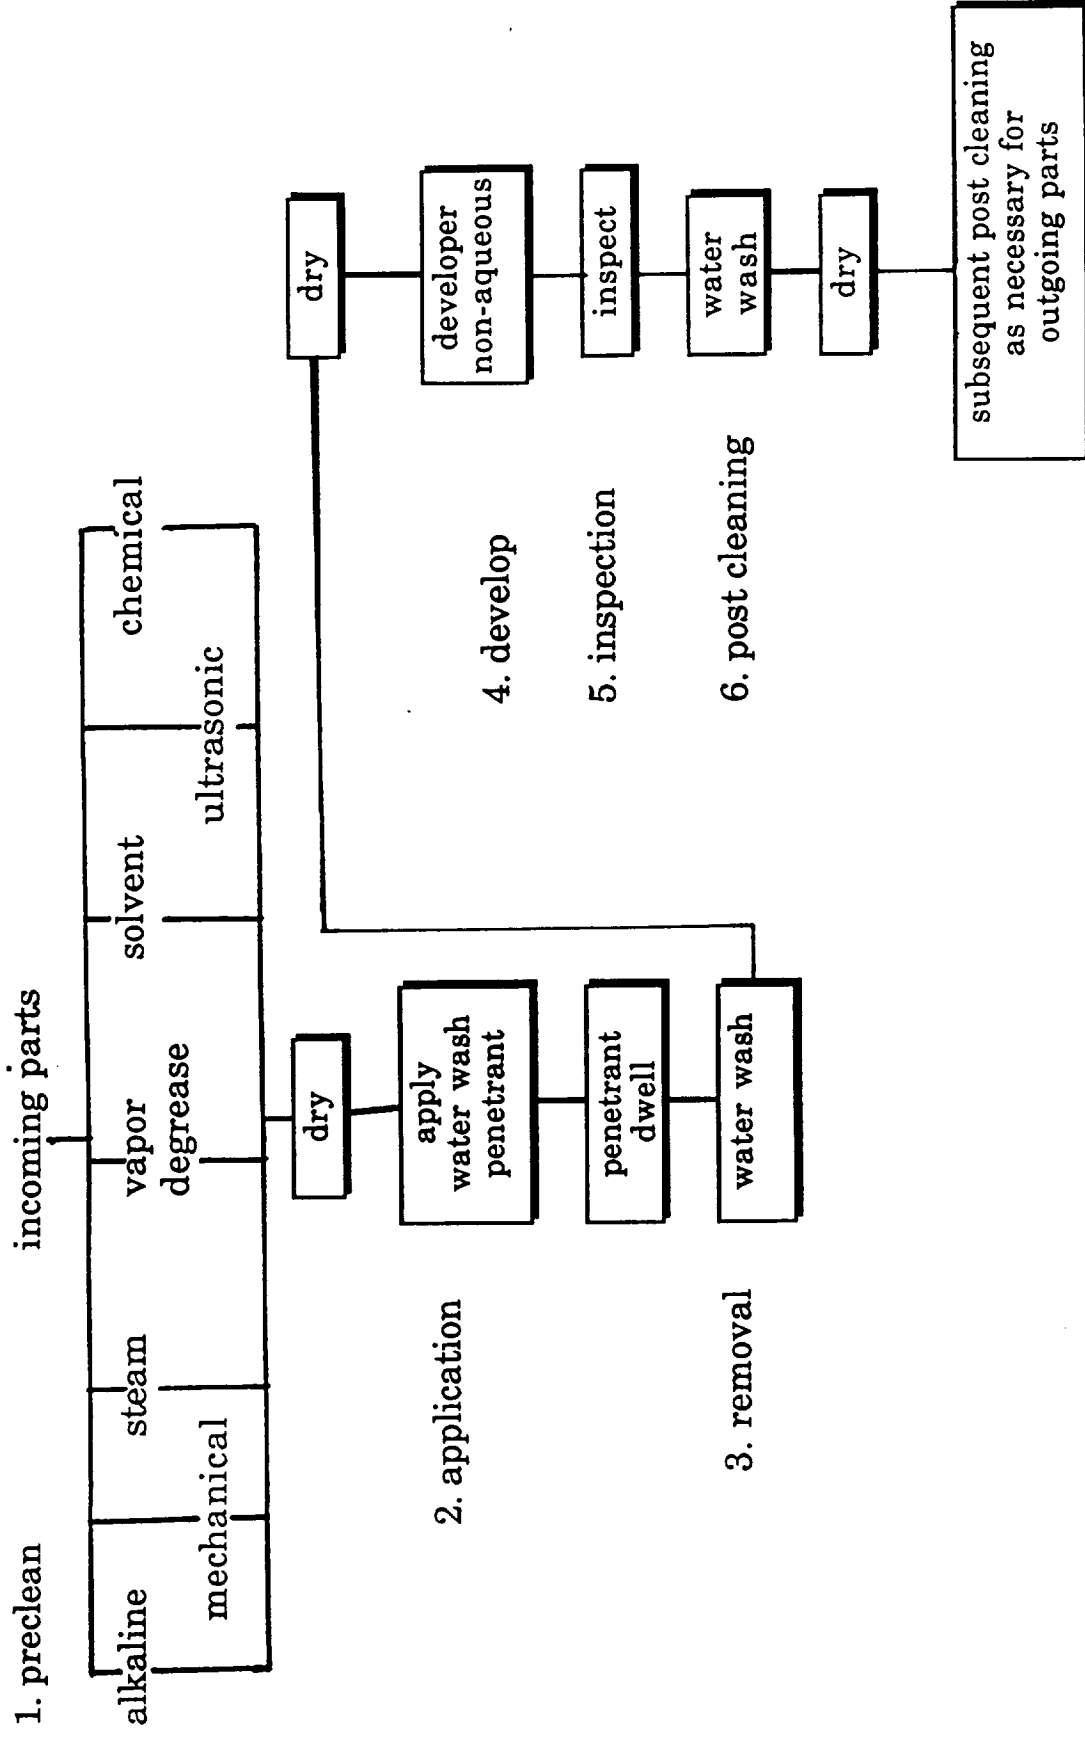 1. preclean
incoming parts
alkaline
mechanical
steam
vapor
degrease
solvent
ultrasonic
chemical
dry
2. application
apply
water wash
penetrant
penetrant
dwell
3. removal
water wash
dry
4. develop
developer
non-aqueous
5. inspection
inspect
6. post cleaning
water
wash
dry
subsequent post cleaning
as necessary for
outgoing parts